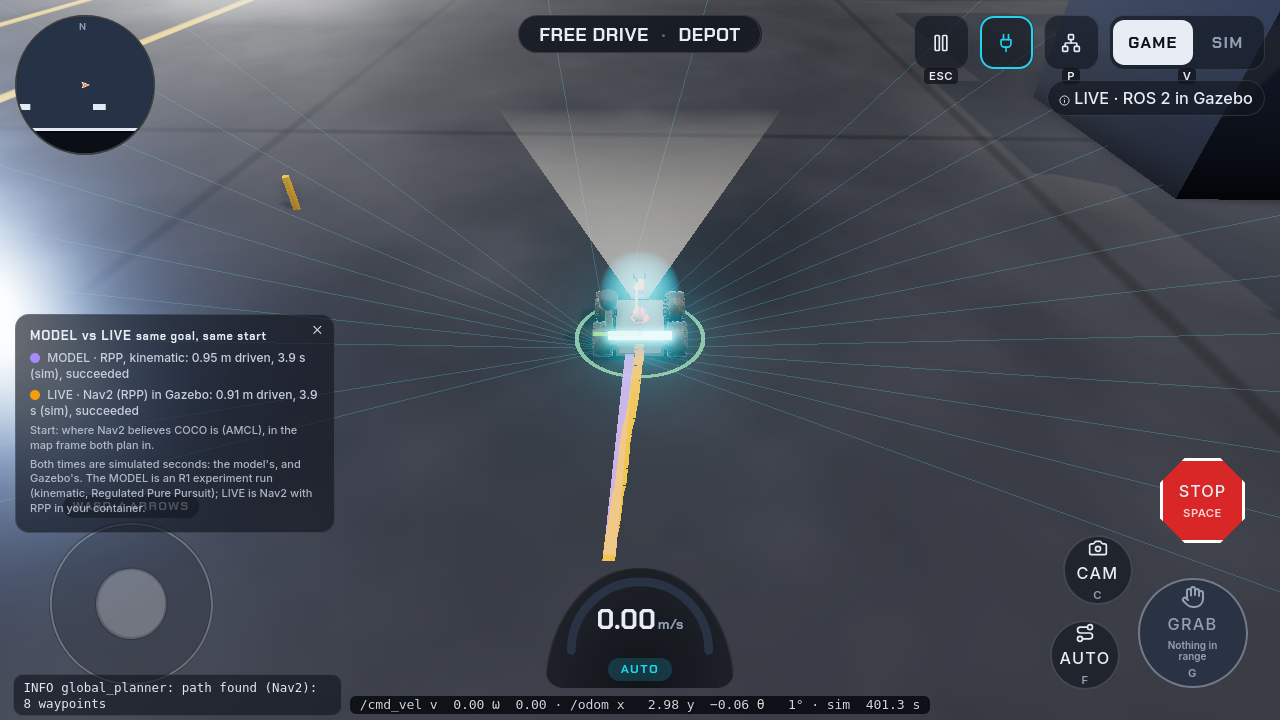 N
FREE DRIVE · DEPOT
ESC
P
GAME
SIM
V
LIVE · ROS 2 in Gazebo
MODEL vs LIVE same goal, same start
MODEL · RPP, kinematic: 0.95 m driven, 3.9 s
(sim), succeeded
LIVE · Nav2 (RPP) in Gazebo: 0.91 m driven, 3.9
s (sim), succeeded
Start: where Nav2 believes COCO is (AMCL), in the
map frame both plan in.
Both times are simulated seconds: the model's, and
Gazebo's. The MODEL is an R1 experiment run
(kinematic, Regulated Pure Pursuit); LIVE is Nav2 with
RPP in your container.
ARROWS
STOP
SPACE
CAM
C
GRAB
Nothing in
range
G
AUTO
F
0.00 m/s
AUTO
INFO global_planner: path found (Nav2):
8 waypoints
/cmd_vel v 0.00 ω 0.00 · /odom x 2.98 y −0.06 θ 1° · sim 401.3 s